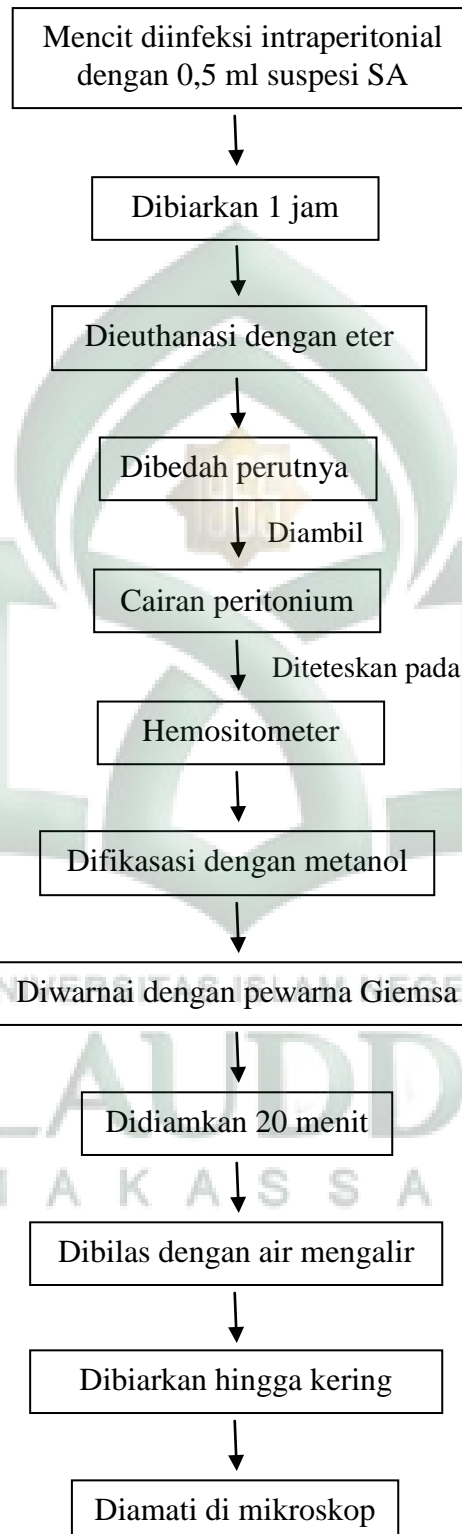 Mencit diinfeksi intraperitonial
dengan 0,5 ml suspesi SA
Dibiarkan 1 jam
Dieuthanasi dengan eter
Dibedah perutnya
Diambil
Cairan peritonium
Diteteskan pada
Hemositometer
Difikasasi dengan metanol
Diwarnai dengan pewarna Giemsa
Didiamkan 20 menit
LAUDD
MAKASSA
Dibilas dengan air mengalir
Dibiarkan hingga kering
Diamati di mikroskop